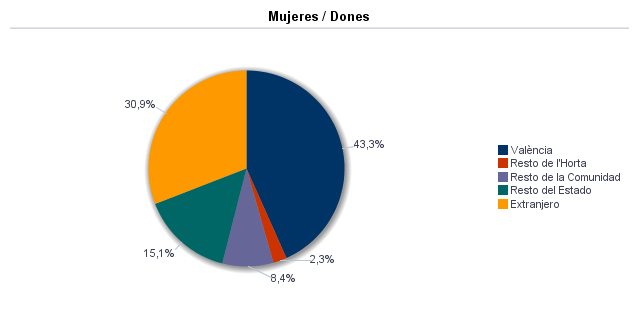 Mujeres / Dones
30,9%
43,3%
15,1%
2,3%
8,4%
València
Resto de l'Horta
Resto de la Comunidad
Resto del Estado
Extranjero